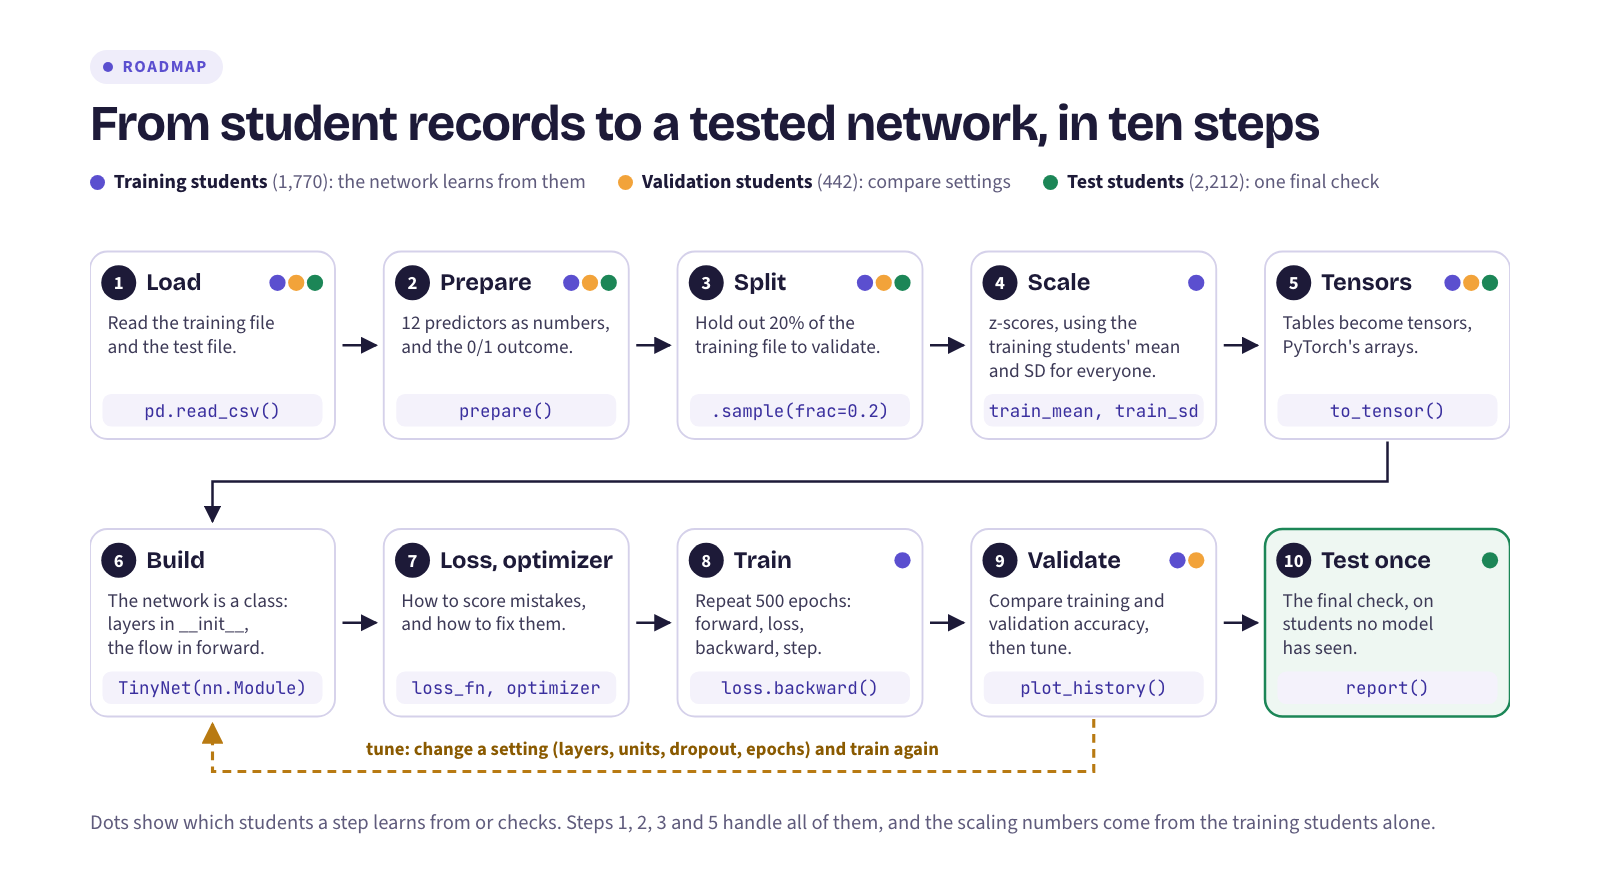 ROADMAP
From student records to a tested network, in ten steps
Training students (1,770): the network learns from them
Validation students (442): compare settings
Test students (2,212): one final check
1 Load
Read the training file
and the test file.
pd.read_csv()
2 Prepare
12 predictors as numbers,
and the 0/1 outcome.
prepare()
3 Split
Hold out 20% of the
training file to validate.
.sample(frac=0.2)
4 Scale
z-scores, using the
training students' mean
and SD for everyone.
train_mean, train_sd
5 Tensors
Tables become tensors,
PyTorch's arrays.
to_tensor()
6 Build
The network is a class:
layers in __init__,
the flow in forward.
TinyNet(nn.Module)
7 Loss, optimizer
How to score mistakes,
and how to fix them.
loss_fn, optimizer
8 Train
Repeat 500 epochs:
forward, loss,
backward, step.
loss.backward()
9 Validate
Compare training and
validation accuracy,
then tune.
plot_history()
10 Test once
The final check, on
students no model
has seen.
report()
tune: change a setting (layers, units, dropout, epochs) and train again
Dots show which students a step learns from or checks. Steps 1, 2, 3 and 5 handle all of them, and the scaling numbers come from the training students alone.